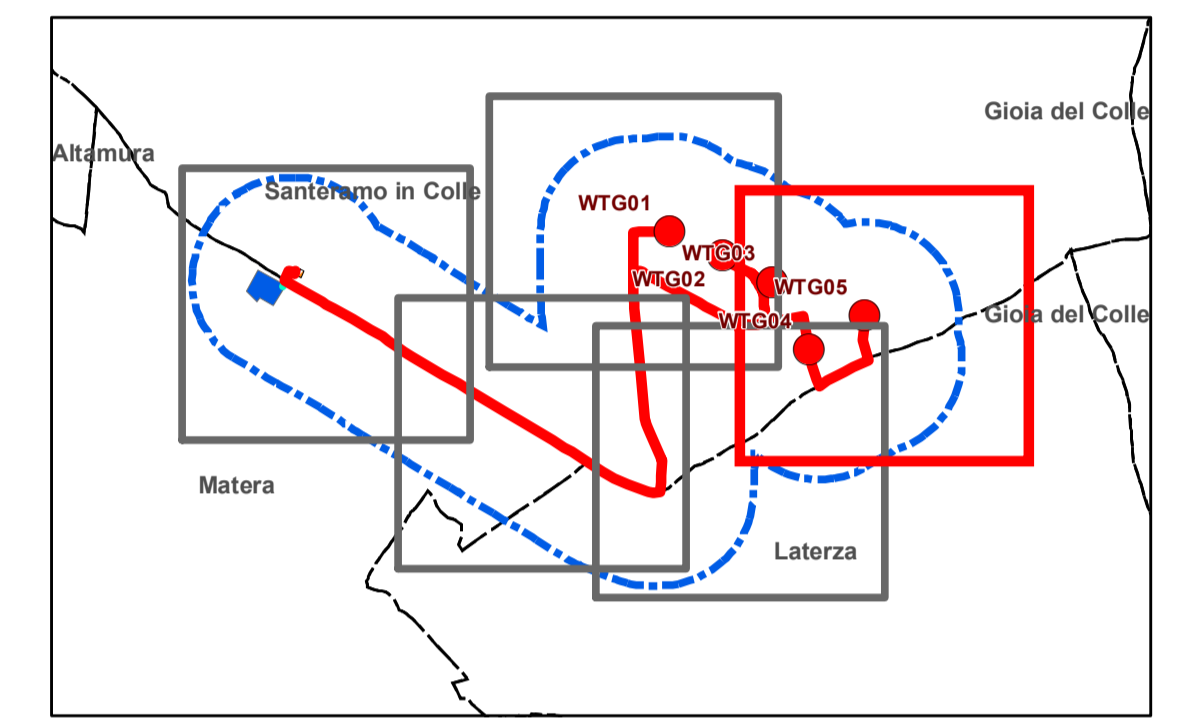 Gioia del Colle
Altamura
Santeramo in Colle
WTG01
WTG03
WTG02
WTG05
WTG04
Gioia del Colle
Matera
Laterza